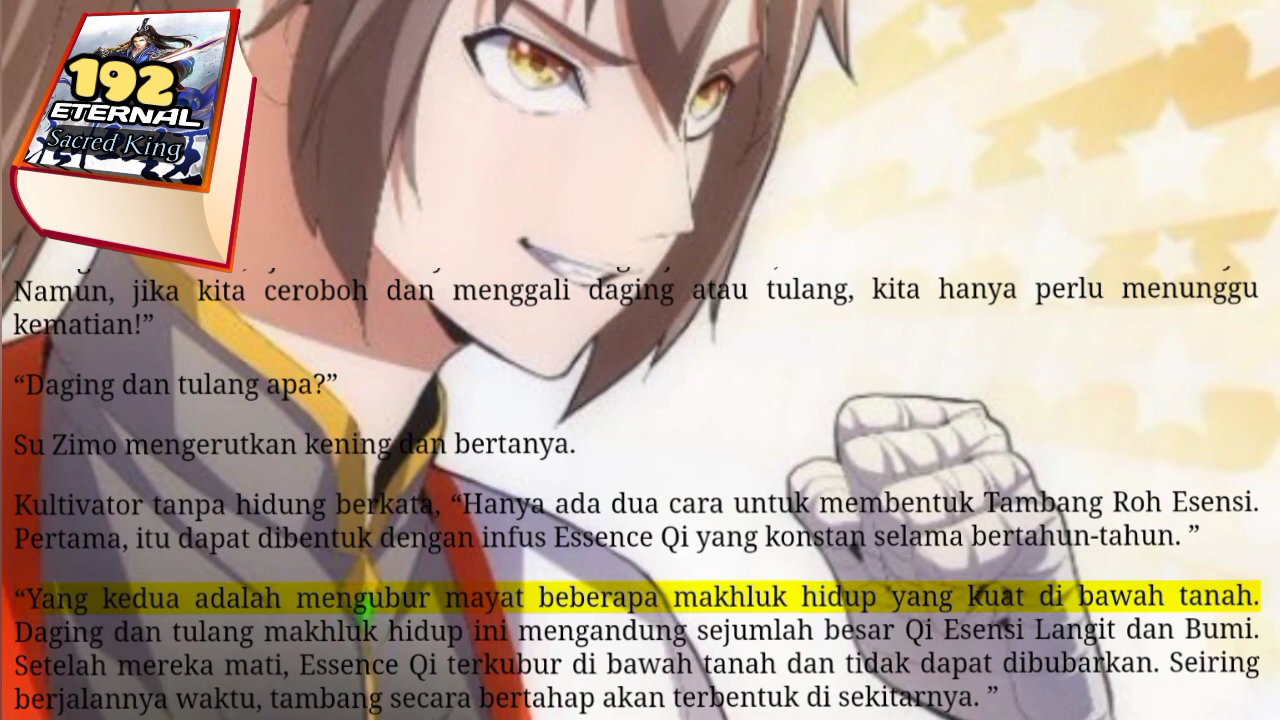 192
ETERNAL
Sacred King
Namun, jika kita ceroboh dan menggali daging atau tulang, kita hanya perlu menunggu
kematian!”
“Daging dan tulang apa?”
Su Zimo mengerutkan kening dan bertanya.
Kultivator tanpa hidung berkata, “Hanya ada dua cara untuk membentuk Tambang Roh Esensi.
Pertama, itu dapat dibentuk dengan infus Essence Qi yang konstan selama bertahun-tahun. ”
“Yang kedua adalah mengubur mayat beberapa makhluk hidup yang kuat di bawah tanah.
Daging dan tulang makhluk hidup ini mengandung sejumlah besar Qi Esensi Langit dan Bumi.
Setelah mereka mati, Essence Qi terkubur di bawah tanah dan tidak dapat dibubarkan. Seiring
berjalannya waktu, tambang secara bertahap akan terbentuk di sekitarnya. ”